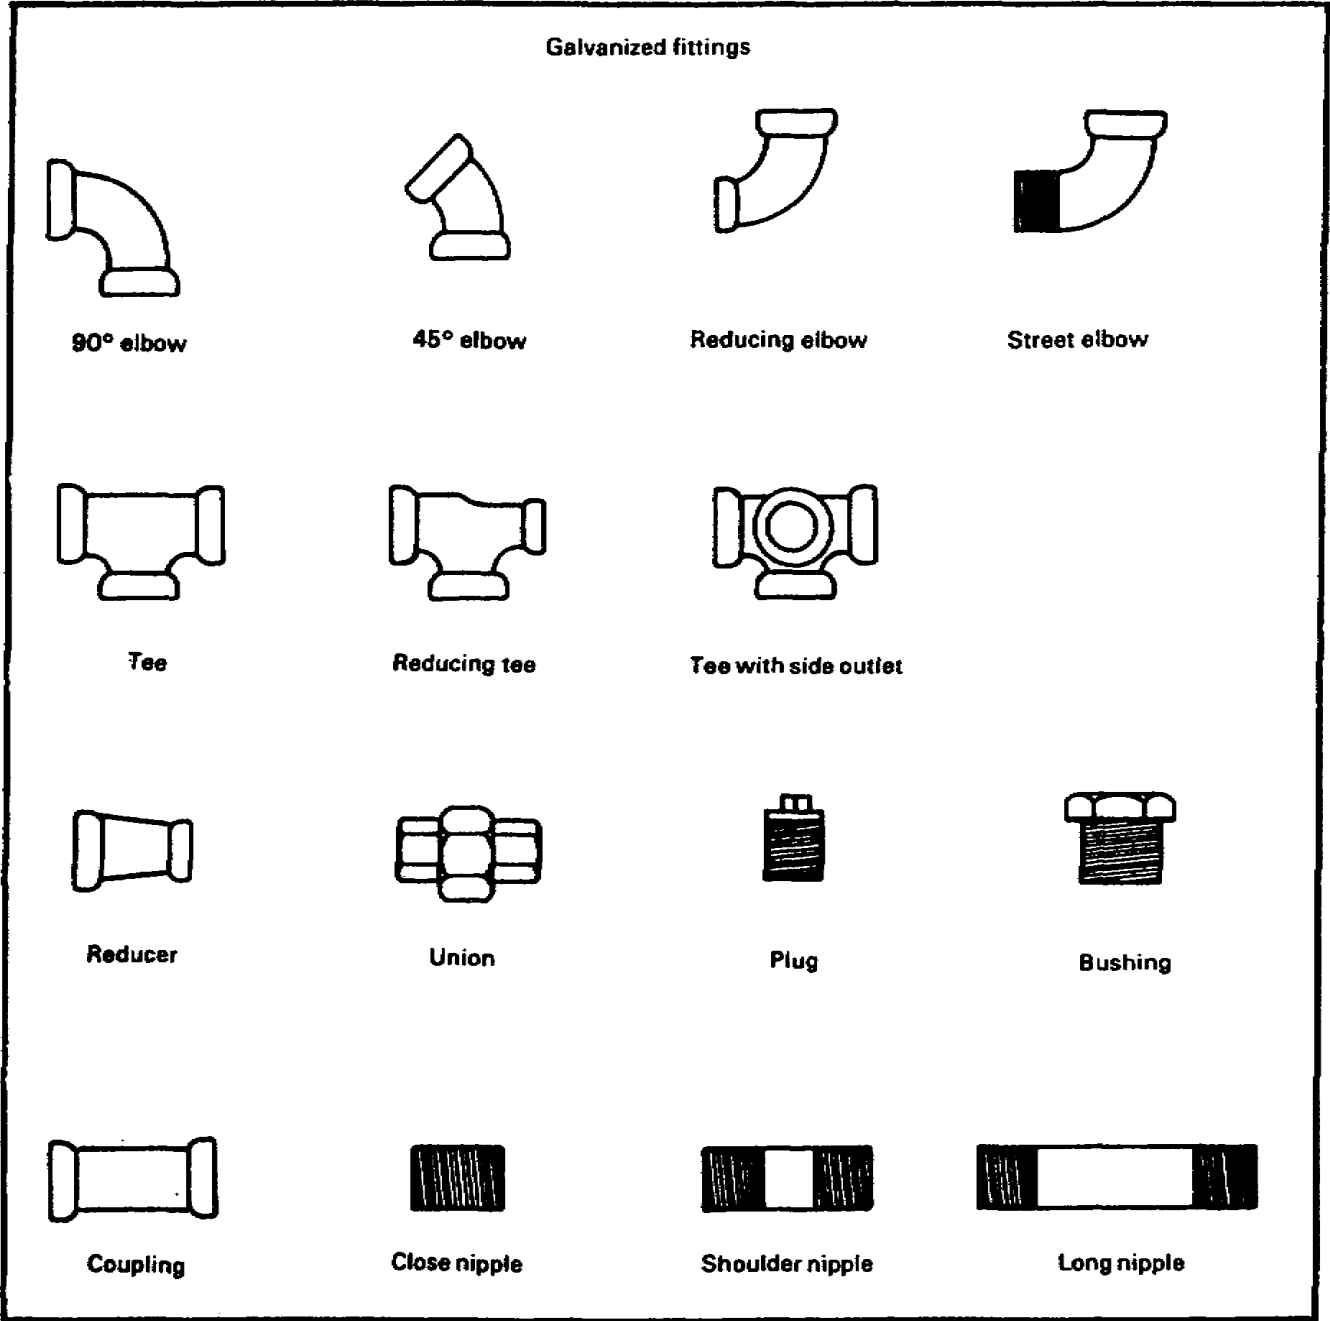 Galvanized fittings
90° elbow
45° elbow
Reducing elbow
Street elbow
Tee
Reducing tee
Tee with side outlet
Reducer
Union
Plug
Bushing
Coupling
Close nipple
Shoulder nipple
Long nipple